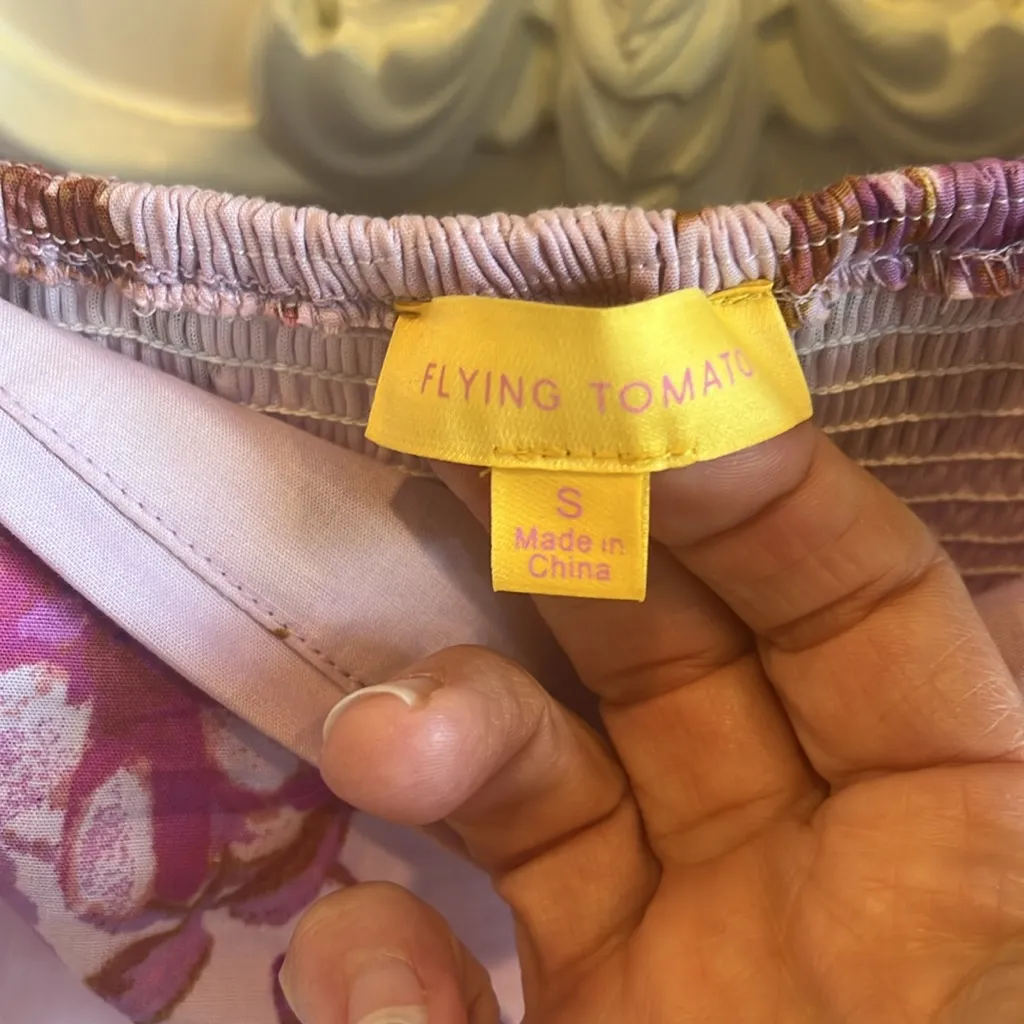 FLYING TOMATO
S
Made in
China